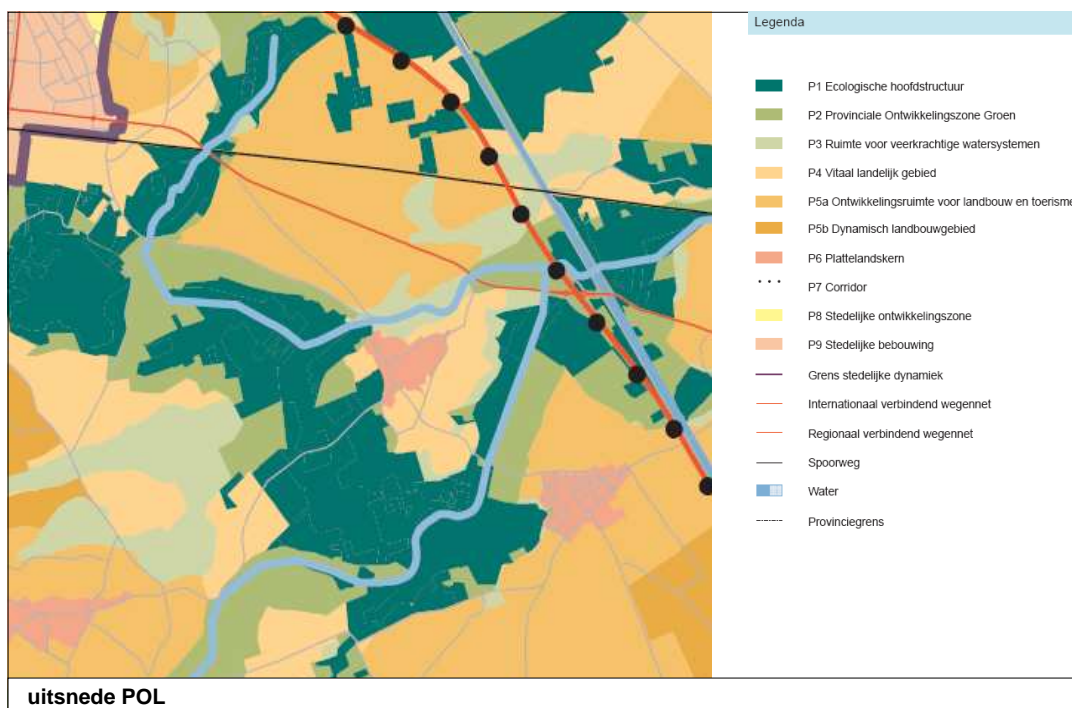 Legenda
P1 Ecologische hoofdstructuur
P2 Provinciale Ontwikkelingszone Groen
P3 Ruimte voor veerkrachtige watersystemen
P4 Vitaal landelijk gebied
P5a Ontwikkelingsruimte voor landbouw en toerisme
P5b Dynamisch landbouwgebied
P6 Plattelandskern
P7 Corridor
P8 Stedelijke ontwikkelingszone
P9 Stedelijke bebouwing
Grens stedelijke dynamiek
Internationaal verbindend wegennet
Regionaal verbindend wegennet
Spoorweg
Water
Provinciegrens
uitsnede POL